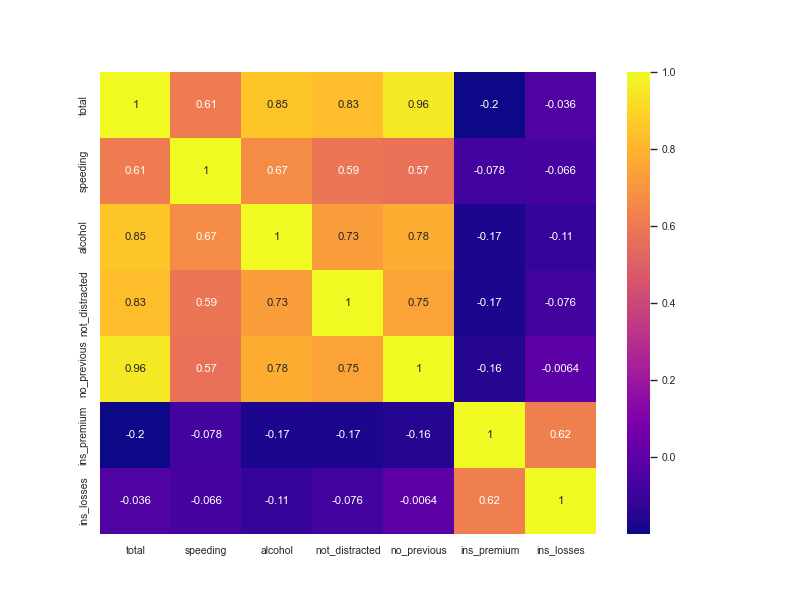 total 1 0.61 0.85 0.83 0.96 -0.2 -0.036
speeding 0.61 1 0.67 0.59 0.57 -0.078 -0.066
alcohol 0.85 0.67 1 0.73 0.78 -0.17 -0.11
not_distracted 0.83 0.59 0.73 1 0.75 -0.17 -0.076
no_previous 0.96 0.57 0.78 0.75 1 -0.16 -0.0064
ins_premium -0.2 -0.078 -0.17 -0.17 -0.16 1 0.62
ins_losses -0.036 -0.066 -0.11 -0.076 -0.0064 0.62 1
total speeding alcohol not_distracted no_previous ins_premium ins_losses
1.0
0.8
0.6
0.4
0.2
0.0